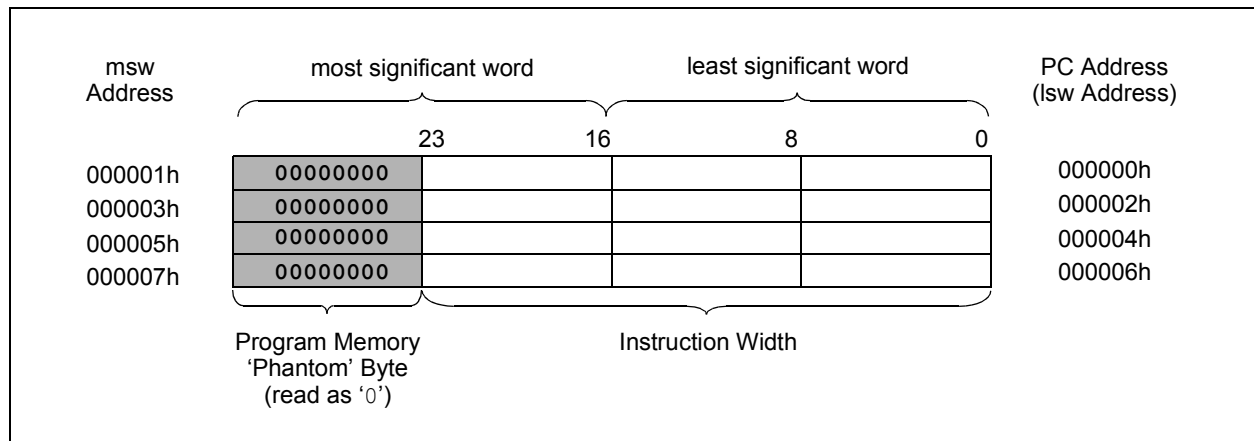 msw
Address
most significant word
least significant word
PC Address
(lsw Address)
23
16
8
0
000001h
00000000
000000h
000003h
00000000
000002h
000005h
00000000
000004h
000007h
00000000
000006h
Program Memory
‘Phantom’ Byte
(read as ‘0’)
Instruction Width